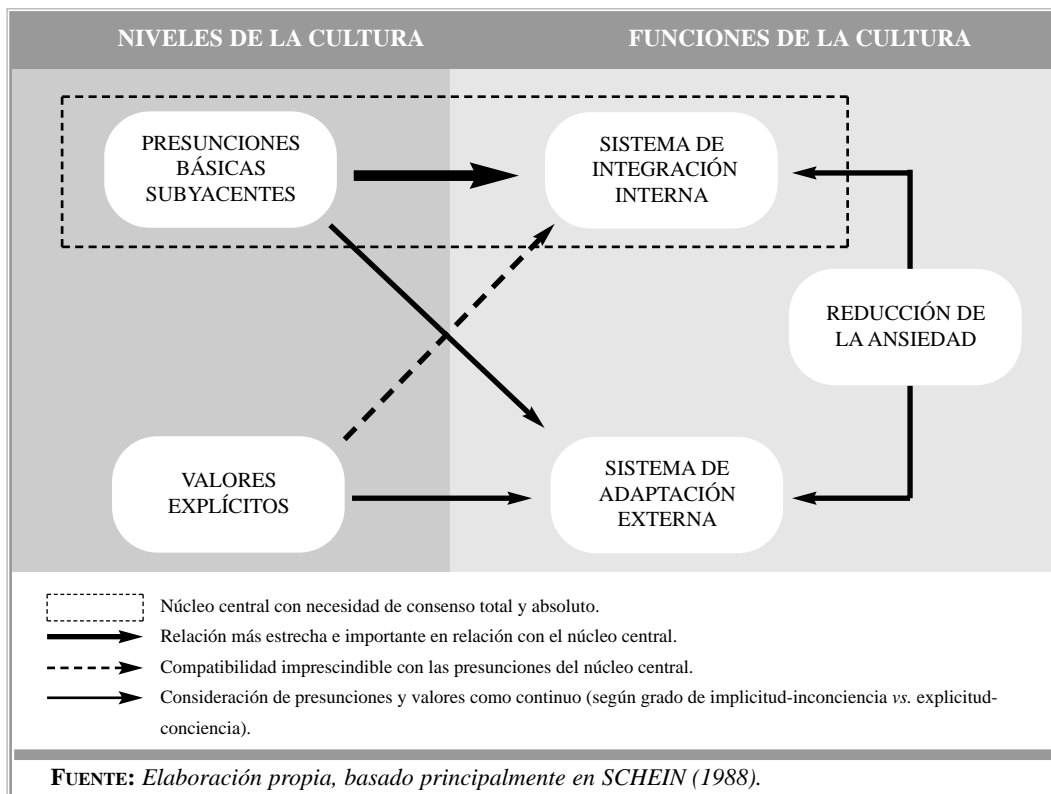 NIVELES DE LA CULTURA
FUNCIONES DE LA CULTURA
PRESUNCIONES
BÁSICAS
SUBYACENTES
SISTEMA DE
INTEGRACIÓN
INTERNA
REDUCCIÓN DE
LA ANSIEDAD
VALORES
EXPLÍCITOS
SISTEMA DE
ADAPTACIÓN
EXTERNA
Núcleo central con necesidad de consenso total y absoluto.
Relación más estrecha e importante en relación con el núcleo central.
Compatibilidad imprescindible con las presunciones del núcleo central.
Consideración de presunciones y valores como continuo (según grado de implicitud-inconciencia vs. explicitud-
conciencia).
FUENTE: Elaboración propia, basado principalmente en SCHEIN (1988).